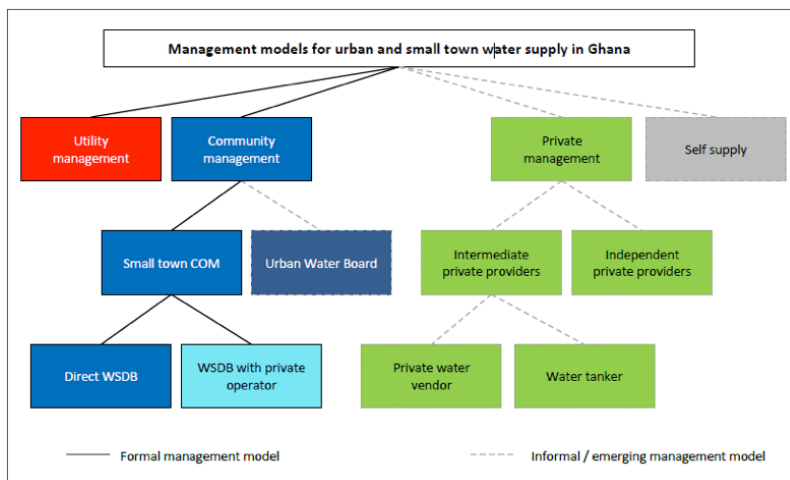 Management models for urban and small town water supply in Ghana
Utility
management
Community
management
Private
management
Self supply
Small town COM
Urban Water Board
Intermediate
private providers
Independent
private providers
Direct WSDB
WSDB with private
operator
Private water
vendor
Water tanker
Formal management model
Informal / emerging management model